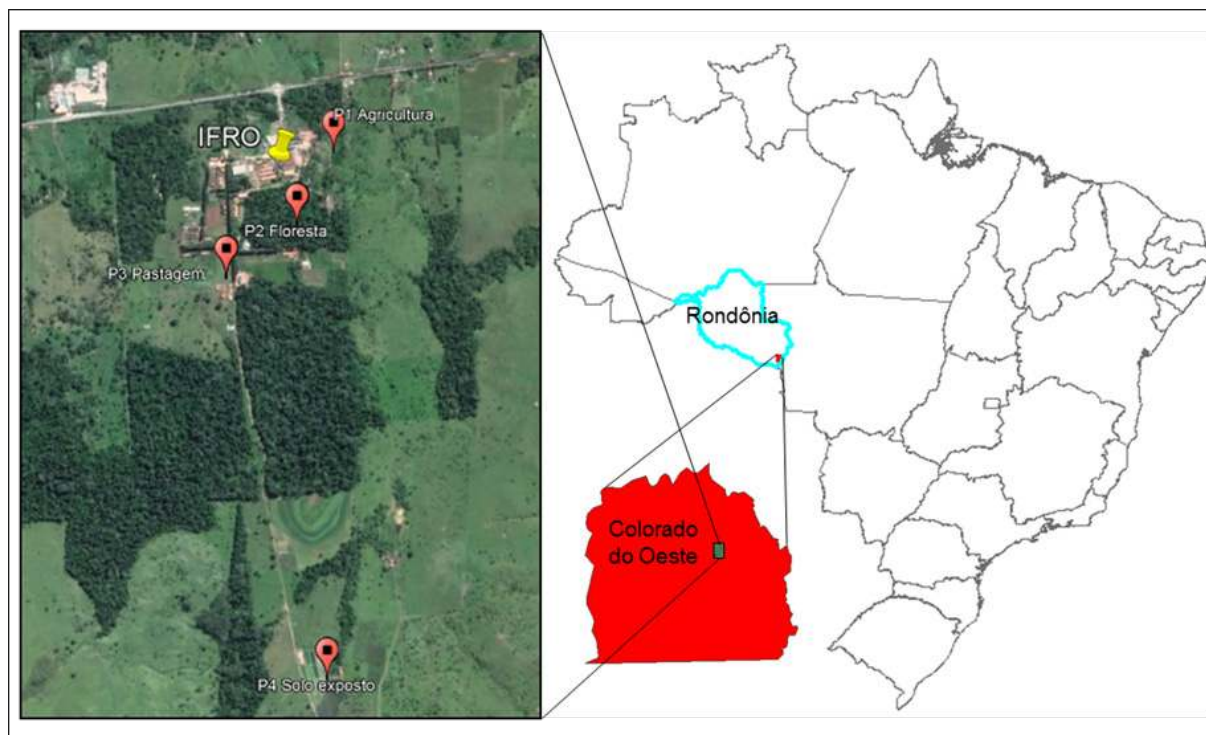 P1 Agricultura
IFRO
P2 Floresta
P3 Pastagem
P4 Solo exposto
Rondônia
Colorado
do Oeste